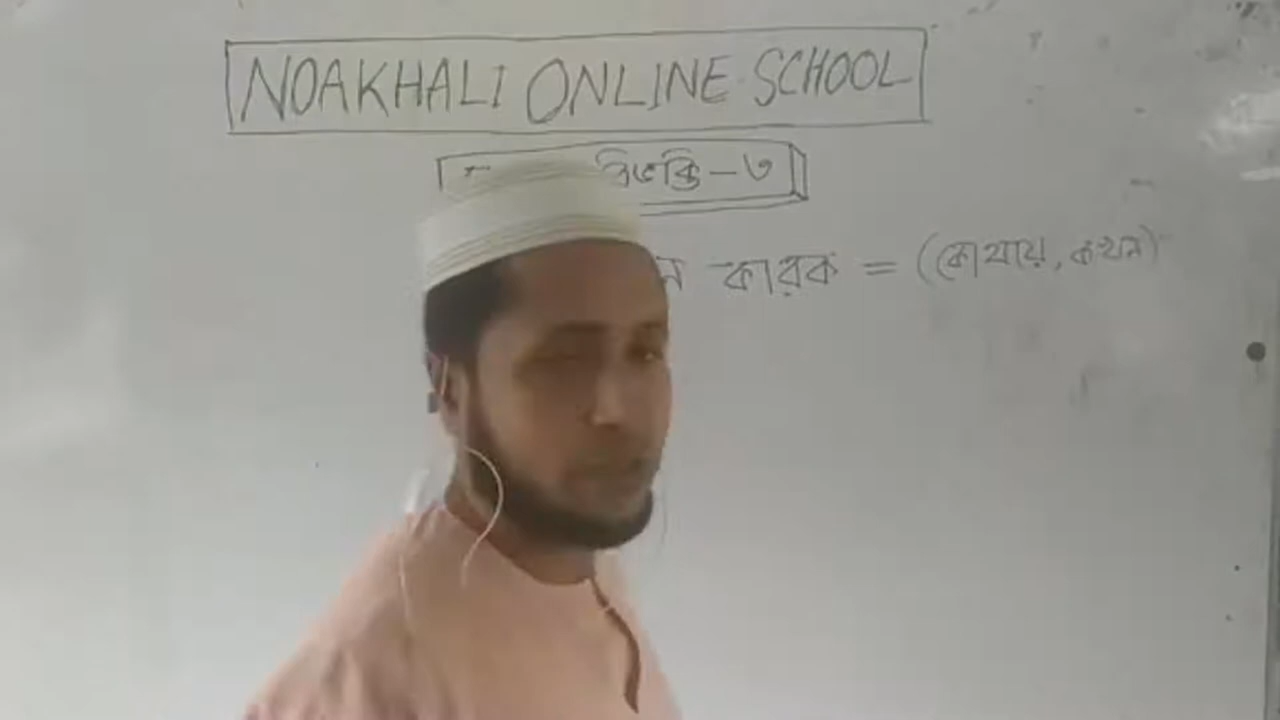 NOAKHALI ONLINE SCHOOL
বিভক্তি-৩
কারক = (কোথায়, কখন)